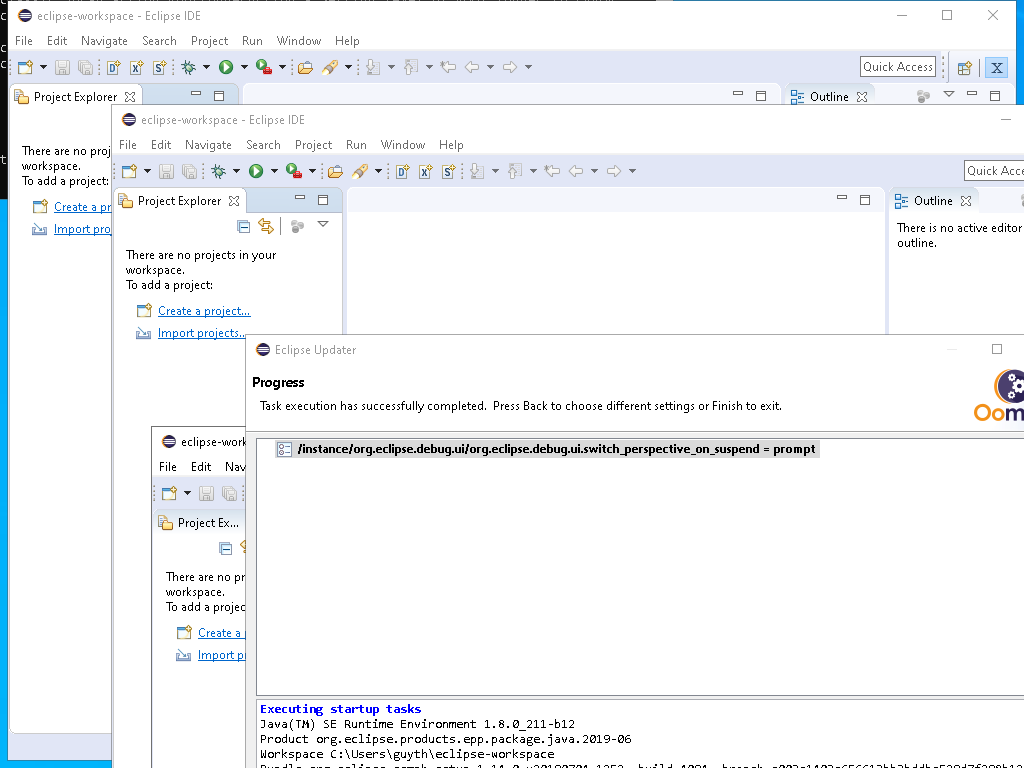 eclipse-workspace - Eclipse IDE
File Edit Navigate Search Project Run Window Help
Quick Access
Project Explorer
Outline
There are no proj
workspace.
To add a project:
Create a pr
Import pro
eclipse-workspace - Eclipse IDE
File Edit Navigate Search Project Run Window Help
Quick Acce
Project Explorer
Outline
There are no projects in your
workspace.
To add a project:
Create a project...
Import projects...
There is no active editor
outline.
Eclipse Updater
Progress
Task execution has successfully completed. Press Back to choose different settings or Finish to exit.
Oom
/instance/org.eclipse.debug.ui/org.eclipse.debug.ui.switch_perspective_on_suspend = prompt
eclipse-work
File Edit Nav
Project Ex...
There are no pr
workspace.
To add a projec
Create a
Import pr
Executing startup tasks
Java(TM) SE Runtime Environment 1.8.0_211-b12
Product org.eclipse.products.epp.package.java.2019-06
Workspace C:\Users\guyth\eclipse-workspace